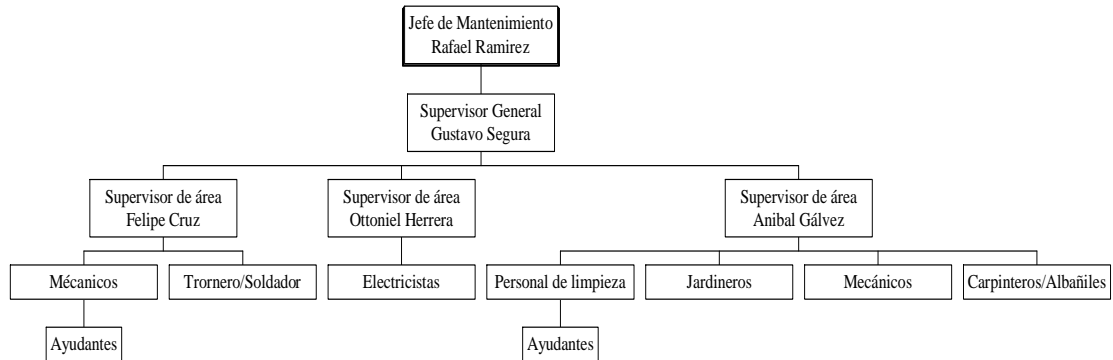 Jefe de Mantenimiento
Rafael Ramirez
Supervisor General
Gustavo Segura
Supervisor de área
Felipe Cruz
Supervisor de área
Ottoniel Herrera
Supervisor de área
Anibal Gálvez
Mécanicos
Trornero/Soldador
Electricistas
Personal de limpieza
Jardineros
Mecánicos
Carpinteros/Albañiles
Ayudantes
Ayudantes